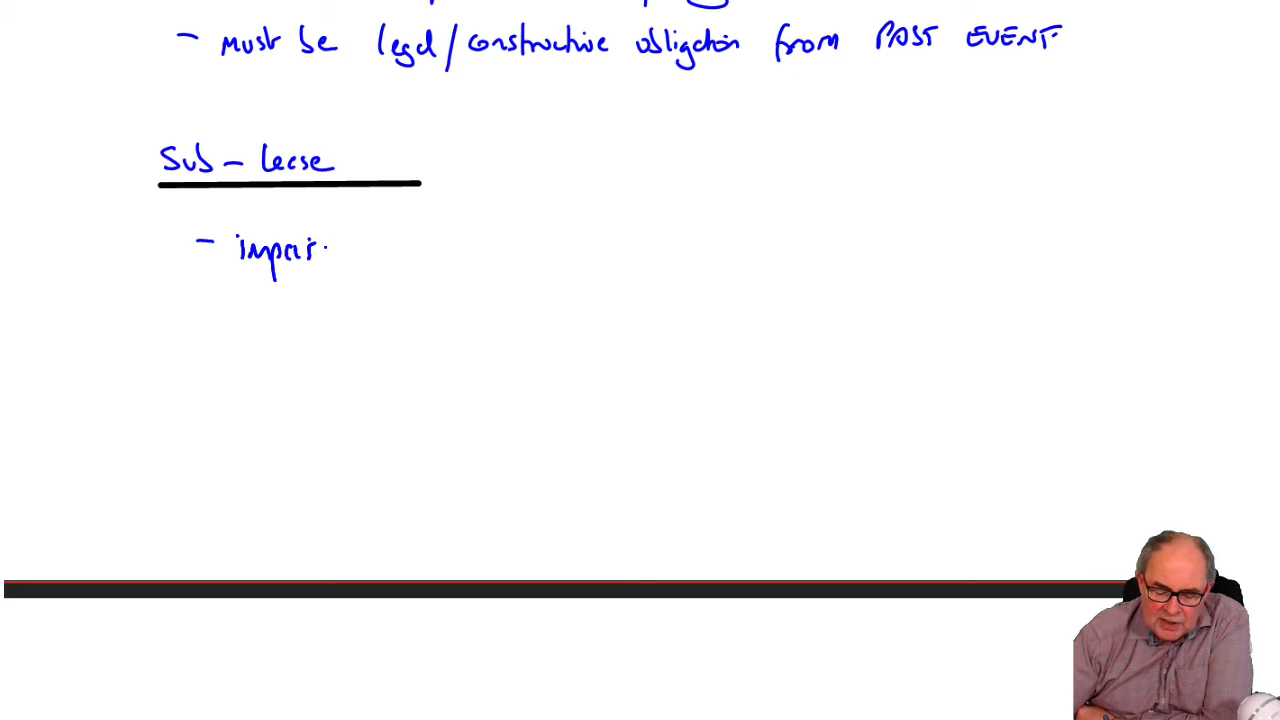 - must be legal/constructive obligation from PAST EVENT
Sub - lease
- impair